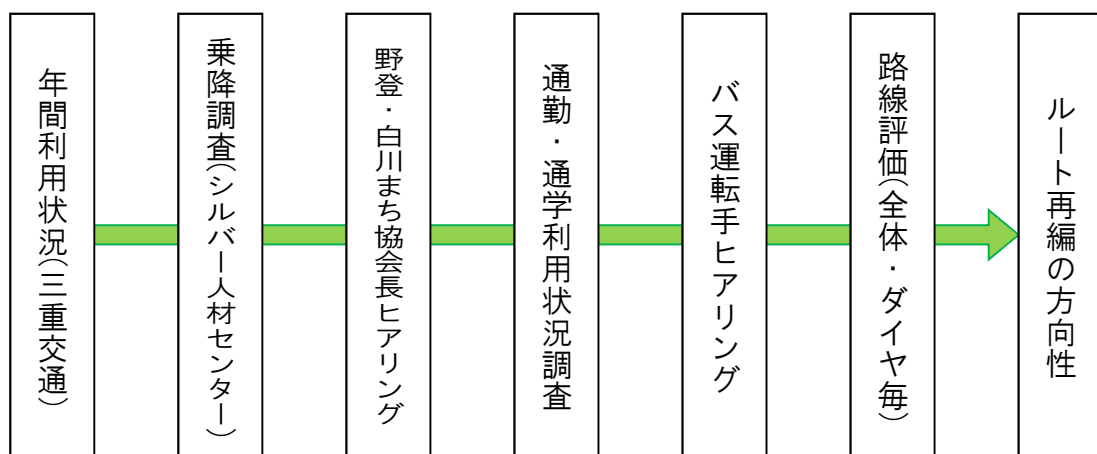 年間利用状況（三重交通）
乗降調査（シルバー人材センター）
野登・白川まち協会長ヒアリング
通勤・通学利用状況調査
バス運転手ヒアリング
路線評価（全体・ダイヤ毎）
ルート再編の方向性